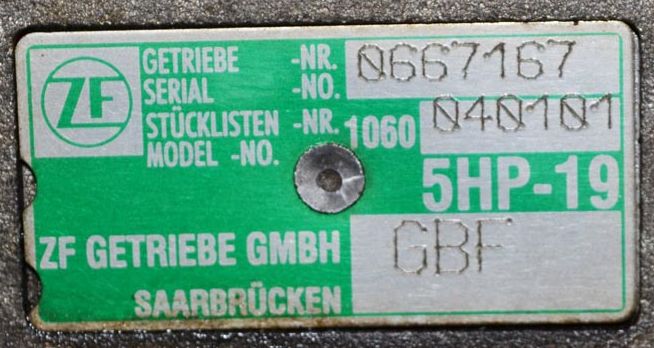 ZF
GETRIEBE -NR. 0667167
SERIAL -NO.
STÜCKLISTEN -NR. 1060 040101
MODEL -NO.
5HP-19
ZF GETRIEBE GMBH GBF
SAARBRÜCKEN